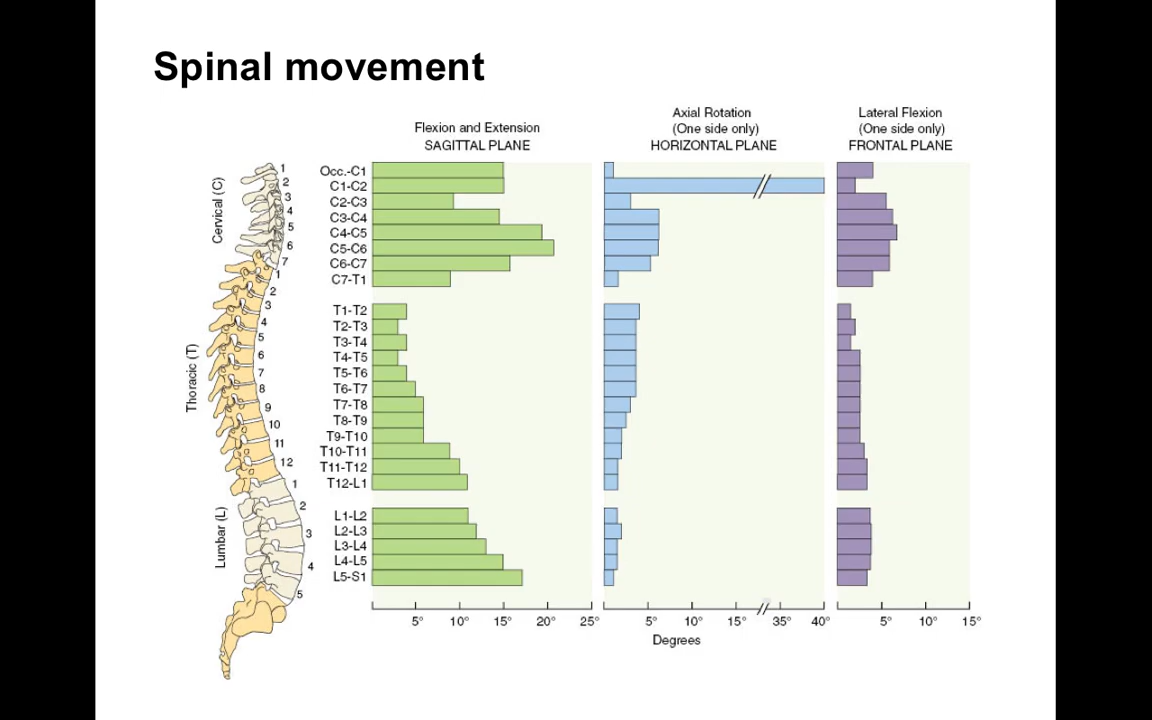 Spinal movement
Flexion and Extension
SAGITTAL PLANE
Axial Rotation
(One side only)
HORIZONTAL PLANE
Lateral Flexion
(One side only)
FRONTAL PLANE
Cervical (C)
1
2
3
4
5
6
7
Thoracic (T)
1
2
3
4
5
6
7
8
9
10
11
12
Lumbar (L)
1
2
3
4
5
Occ.-C1
C1-C2
C2-C3
C3-C4
C4-C5
C5-C6
C6-C7
C7-T1
T1-T2
T2-T3
T3-T4
T4-T5
T5-T6
T6-T7
T7-T8
T8-T9
T9-T10
T10-T11
T11-T12
T12-L1
L1-L2
L2-L3
L3-L4
L4-L5
L5-S1
5° 10° 15° 20° 25°
5° 10° 15° 35° 40°
5° 10° 15°
Degrees